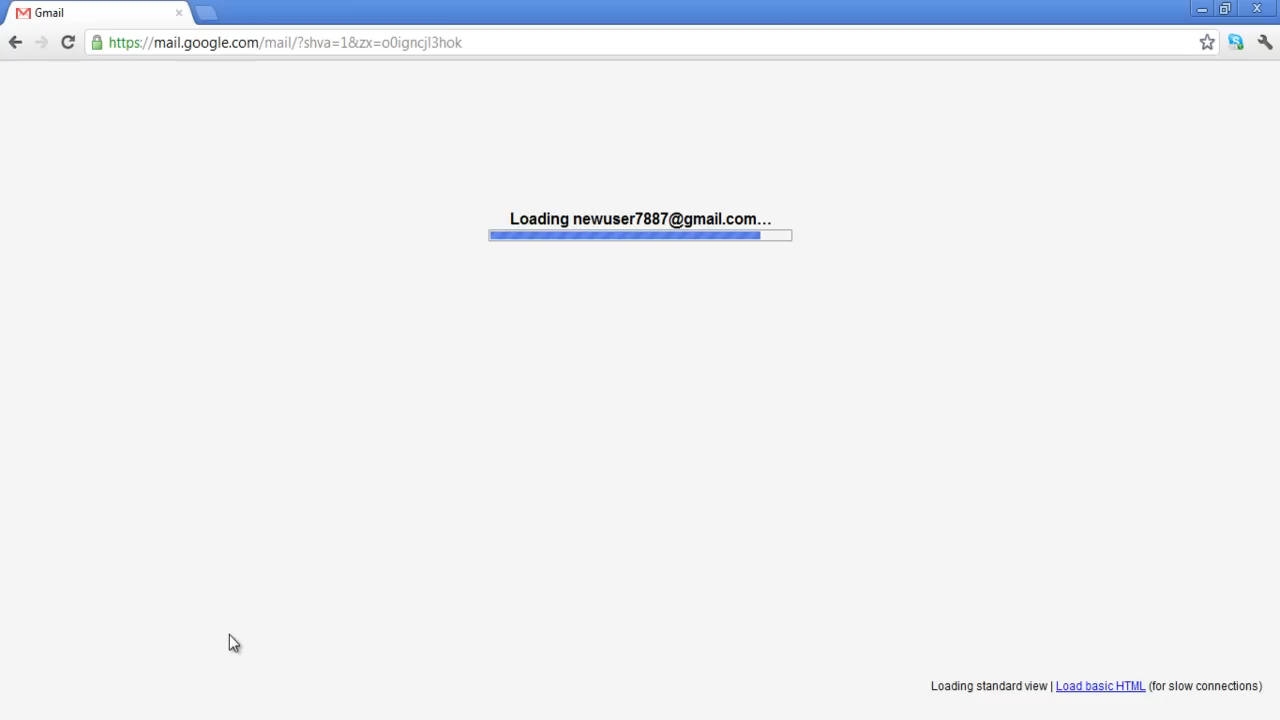 Gmail
https://mail.google.com/mail/?shva=1&zx=o0igncjl3hok
Loading newuser7887@gmail.com…
Loading standard view | Load basic HTML (for slow connections)